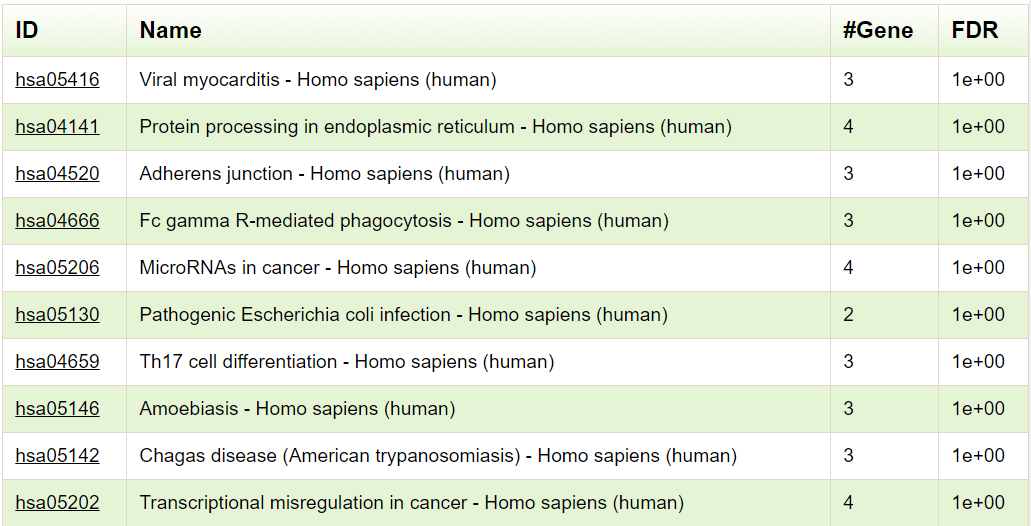 ID Name #Gene FDR
hsa05416 Viral myocarditis - Homo sapiens (human) 3 1e+00
hsa04141 Protein processing in endoplasmic reticulum - Homo sapiens (human) 4 1e+00
hsa04520 Adherens junction - Homo sapiens (human) 3 1e+00
hsa04666 Fc gamma R-mediated phagocytosis - Homo sapiens (human) 3 1e+00
hsa05206 MicroRNAs in cancer - Homo sapiens (human) 4 1e+00
hsa05130 Pathogenic Escherichia coli infection - Homo sapiens (human) 2 1e+00
hsa04659 Th17 cell differentiation - Homo sapiens (human) 3 1e+00
hsa05146 Amoebiasis - Homo sapiens (human) 3 1e+00
hsa05142 Chagas disease (American trypanosomiasis) - Homo sapiens (human) 3 1e+00
hsa05202 Transcriptional misregulation in cancer - Homo sapiens (human) 4 1e+00